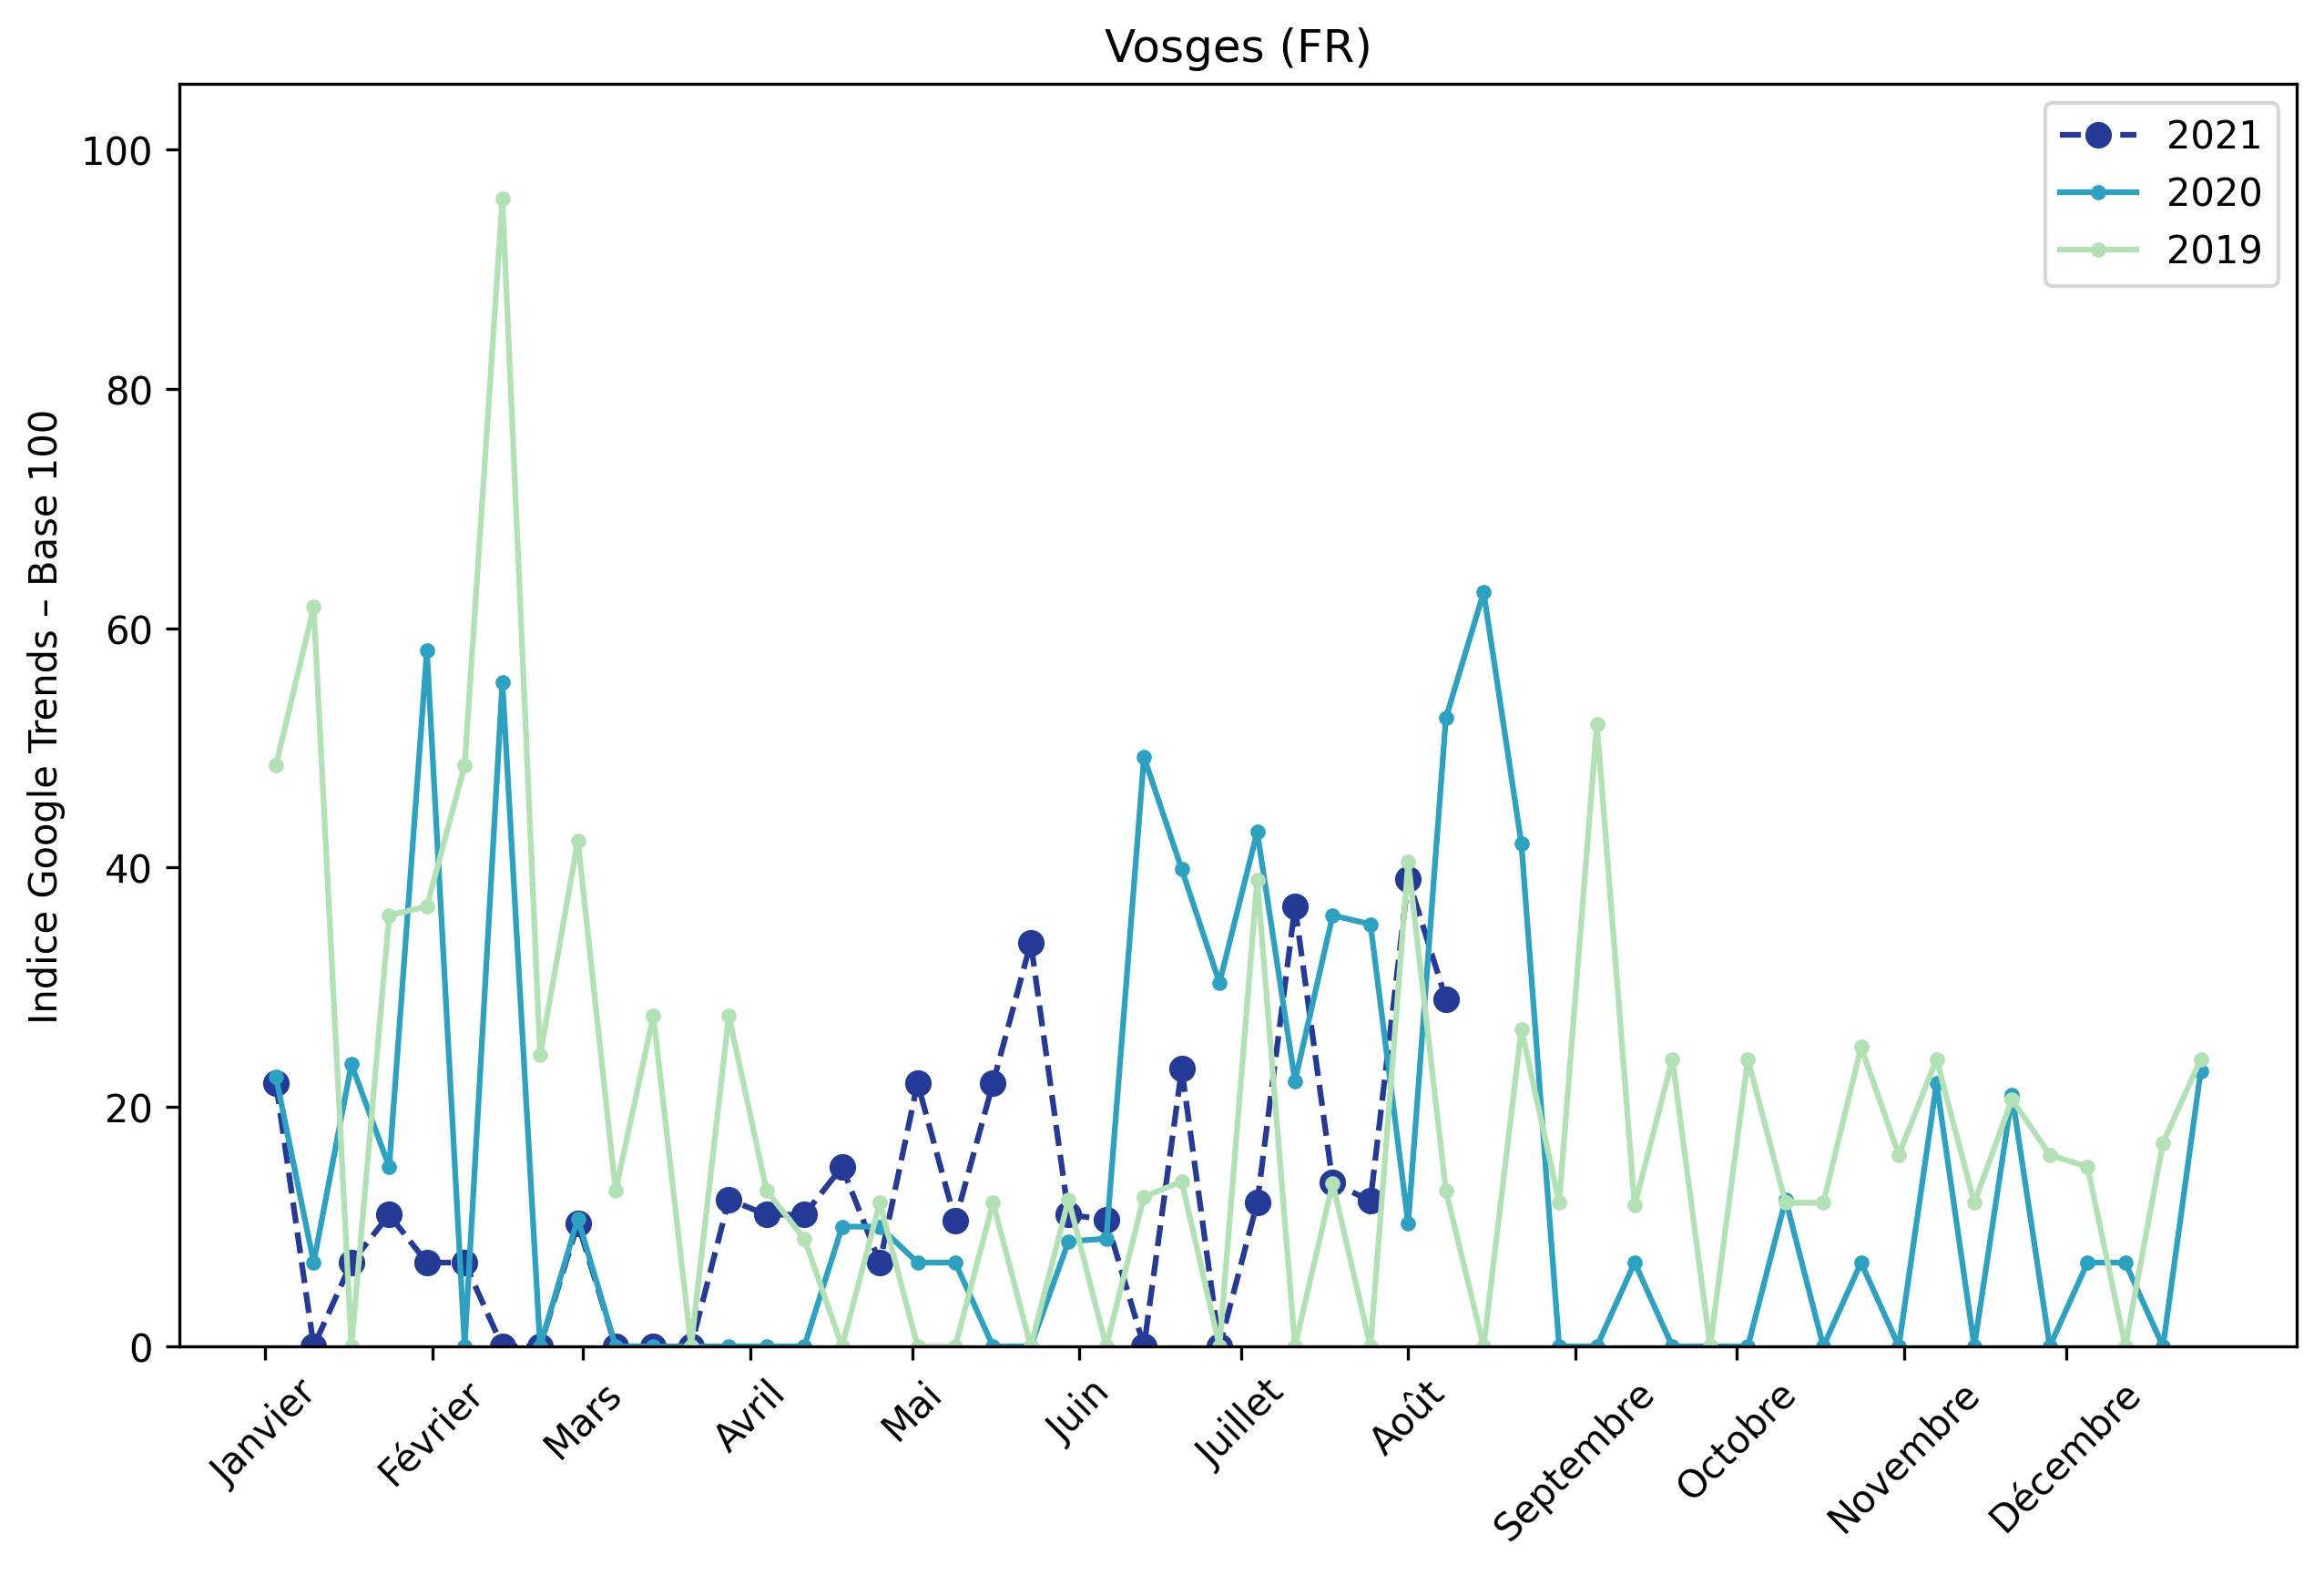 Vosges (FR)
Indice Google Trends – Base 100
100
80
60
40
20
0
2021
2020
2019
Janvier
Février
Mars
Avril
Mai
Juin
Juillet
Août
Septembre
Octobre
Novembre
Décembre